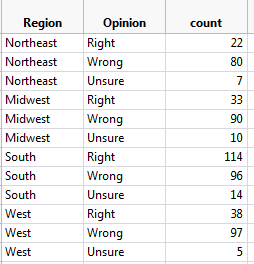 Region Opinion count
Northeast Right 22
Northeast Wrong 80
Northeast Unsure 7
Midwest Right 33
Midwest Wrong 90
Midwest Unsure 10
South Right 114
South Wrong 96
South Unsure 14
West Right 38
West Wrong 97
West Unsure 5